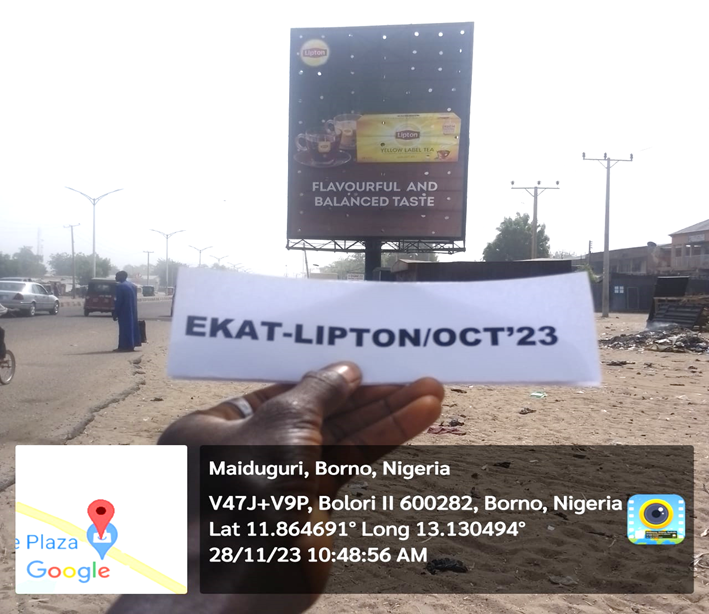 Lipton
Lipton
YELLOW LABEL TEA
FLAVOURFUL AND
BALANCED TASTE
EKAT-LIPTON/OCT'23
Maiduguri, Borno, Nigeria
V47J+V9P, Bolori II 600282, Borno, Nigeria
Lat 11.864691° Long 13.130494°
28/11/23 10:48:56 AM
e Plaza
Google